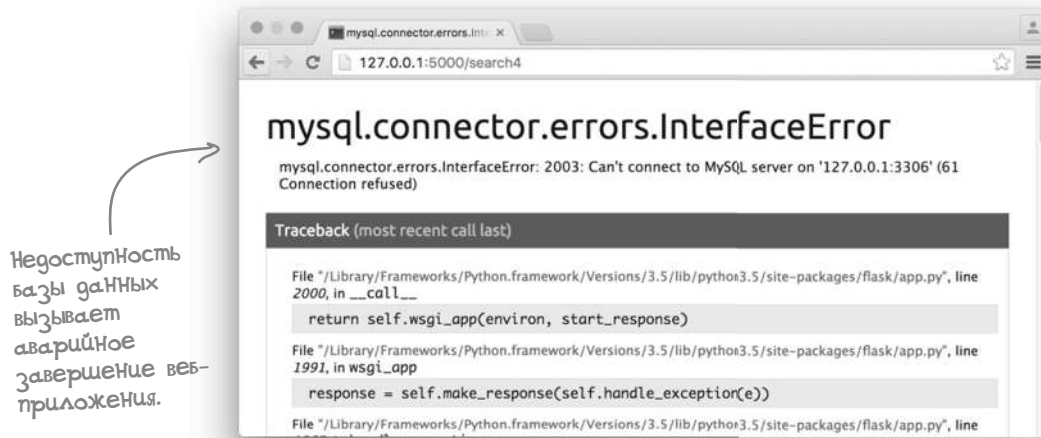 mysql.connector.errors.Inte
127.0.0.1:5000/search4
mysql.connector.errors.InterfaceError
mysql.connector.errors.InterfaceError: 2003: Can't connect to MySQL server on '127.0.0.1:3306' (61
Connection refused)
Traceback (most recent call last)
File "/Library/Frameworks/Python.framework/Versions/3.5/lib/python3.5/site-packages/flask/app.py", line
2000, in __call__
return self.wsgi_app(environ, start_response)
File "/Library/Frameworks/Python.framework/Versions/3.5/lib/python3.5/site-packages/flask/app.py", line
1991, in wsgi_app
response = self.make_response(self.handle_exception(e))
File "/Library/Frameworks/Python.framework/Versions/3.5/lib/python3.5/site-packages/flask/app.py", line
Недоступность
базы данных
вызывает
аварийное
завершение веб-
приложения.